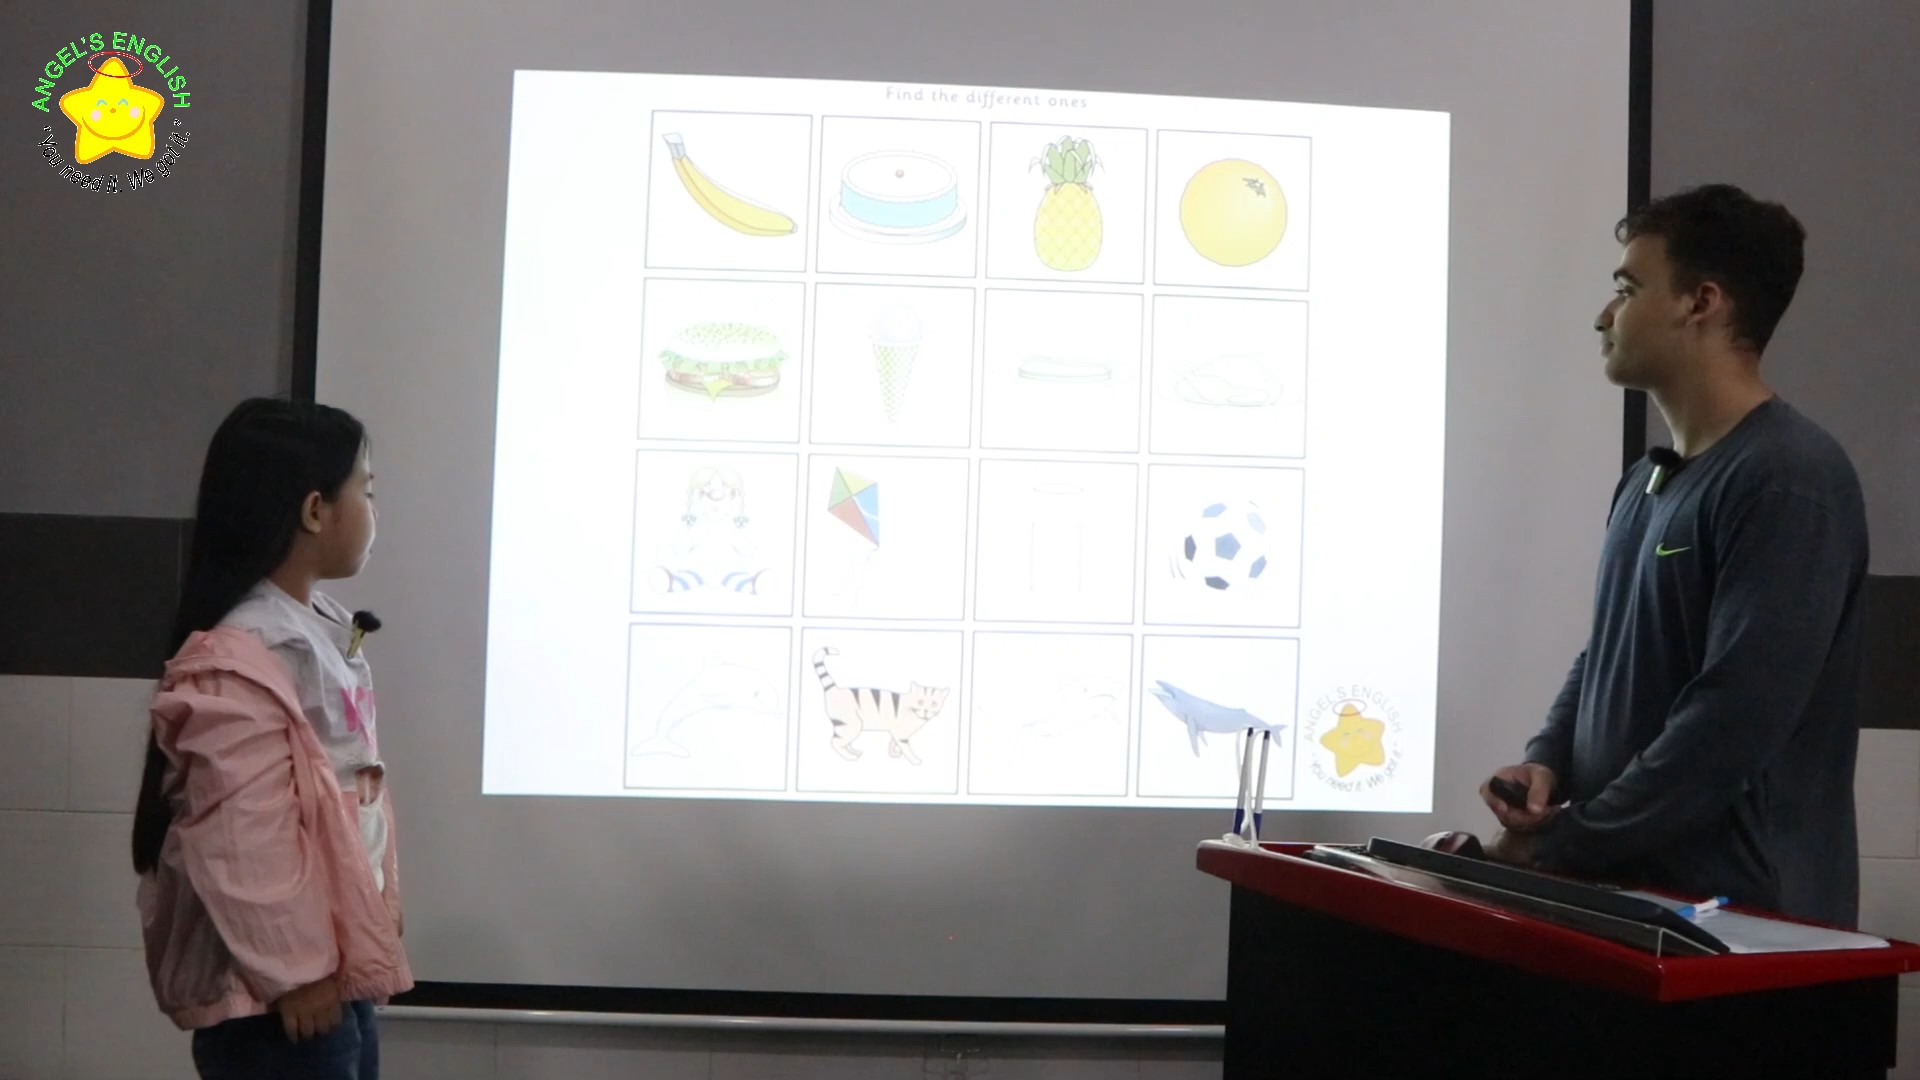 ANGEL'S ENGLISH
"You need it. We got it."
Find the different ones
ANGEL'S ENGLISH
"You need it. We got it."